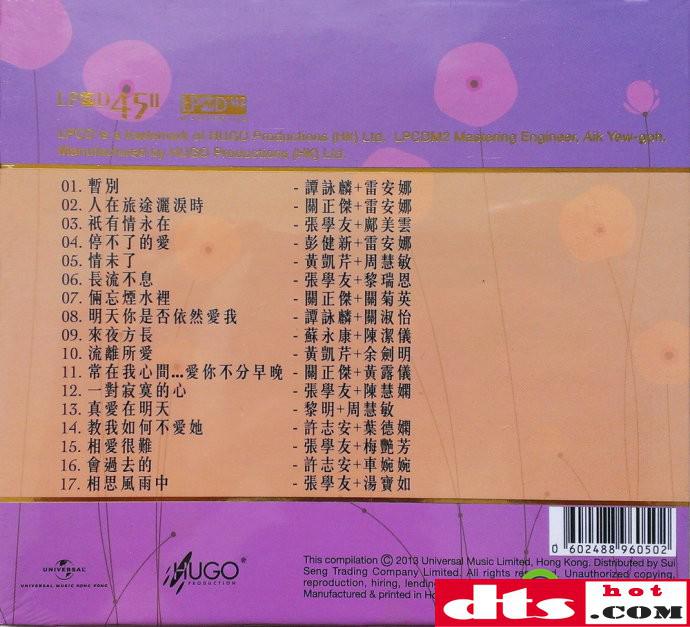 LPCD45II LPCDM2
LPCD is a trademark of HUGO Productions (HK) Ltd. LPCDM2 Mastering Engineer, Aik Yew-goh.
Manufactured by HUGO Productions (HK) Ltd.
01. 暫別 - 譚詠麟+雷安娜
02. 人在旅途灑淚時 - 關正傑+雷安娜
03. 祇有情永在 - 張學友+鄺美雲
04. 停不了的愛 - 彭健新+雷安娜
05. 情未了 - 黃凱芹+周慧敏
06. 長流不息 - 張學友+黎瑞恩
07. 倆忘煙水裡 - 關正傑+關菊英
08. 明天你是否依然愛我 - 譚詠麟+關淑怡
09. 來夜方長 - 蘇永康+陳潔儀
10. 流離所愛 - 黃凱芹+余劍明
11. 常在我心間...愛你不分早晚 - 關正傑+黃露儀
12. 一對寂寞的心 - 張學友+陳慧嫻
13. 真愛在明天 - 黎明+周慧敏
14. 教我如何不愛她 - 許志安+葉德嫻
15. 相愛很難 - 張學友+梅艷芳
16. 會過去的 - 許志安+車婉婉
17. 相思風雨中 - 張學友+湯寶如
0 602488 960502
UNIVERSAL
UNIVERSAL MUSIC HONG KONG
HUGO
PRODUCTION
This compilation Ⓒ 2013 Universal Music Limited, Hong Kong. Distributed by Sui
Seng Trading Company Limited. All rights reserved. Unauthorized copying,
reproduction, hiring, lending
Manufactured & printed in Ho
dts
hot
.COM